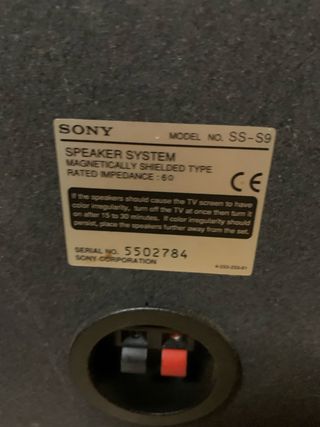 SONY MODEL NO. SS-S9
SPEAKER SYSTEM
MAGNETICALLY SHIELDED TYPE
RATED IMPEDANCE : 6Ω
CE
If the speakers should cause the TV screen to have
color irregularity, turn off the TV at once then turn it
on after 15 to 30 minutes. If color irregularity should
persist, place the speakers further away from the set.
SERIAL NO. 5502784
SONY CORPORATION